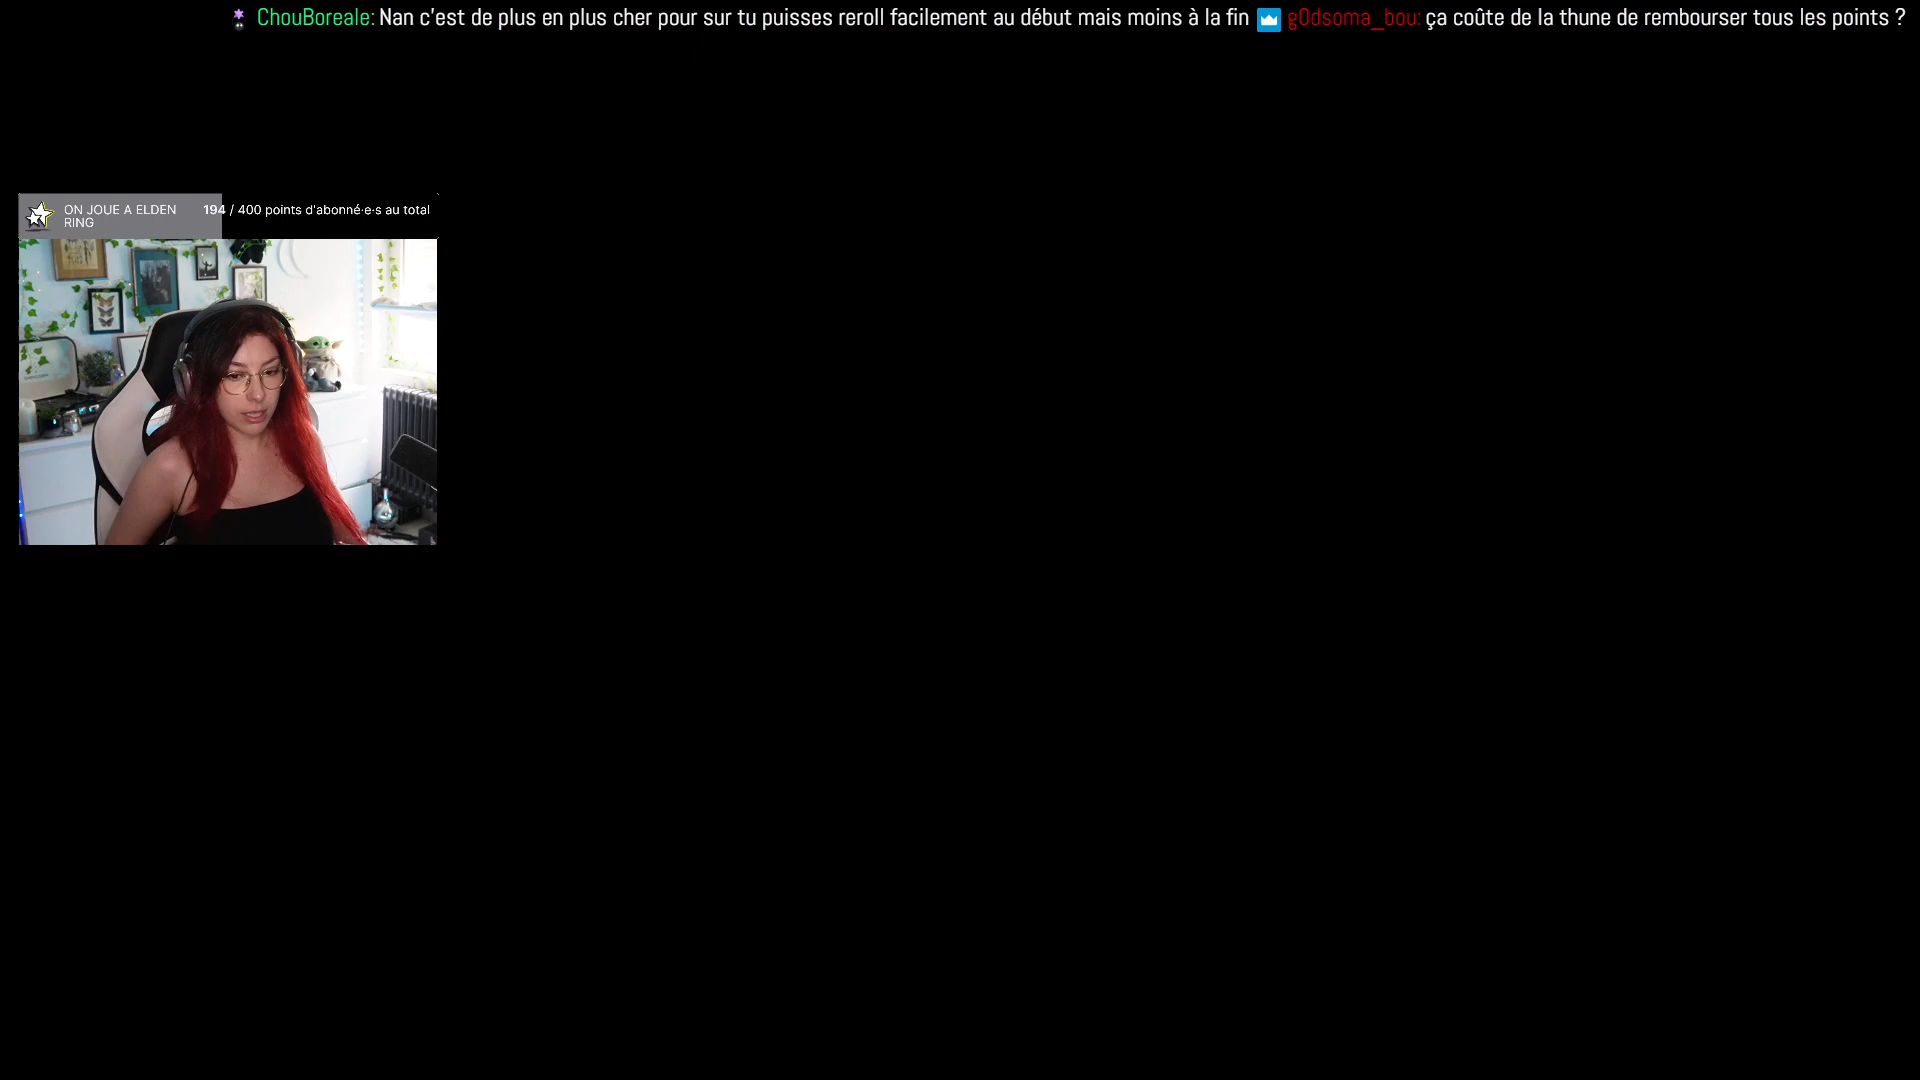 ChouBoreale: Nan c'est de plus en plus cher pour sur tu puisses reroll facilement au début mais moins à la fin g0dsoma_bou: ça coûte de la thune de rembourser tous les points ?
ON JOUE A ELDEN RING
194 / 400 points d'abonné·e·s au total